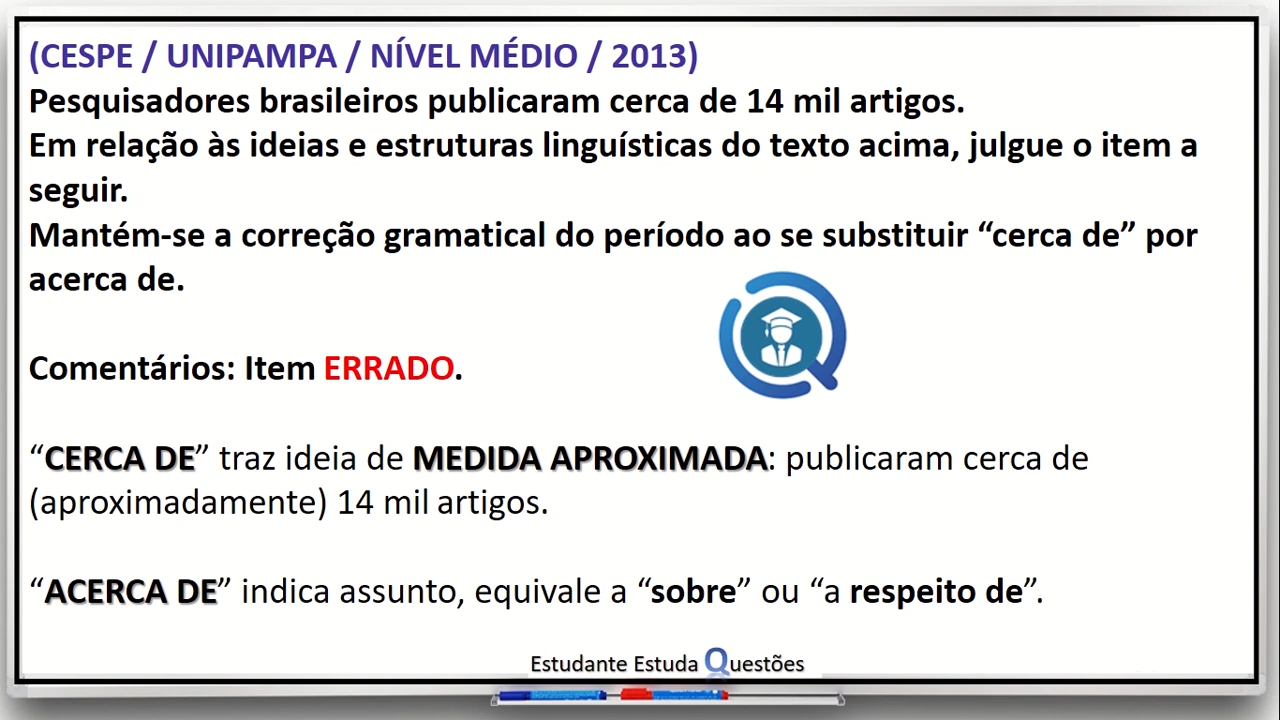 (CESPE / UNIPAMPA / NÍVEL MÉDIO / 2013)
Pesquisadores brasileiros publicaram cerca de 14 mil artigos.
Em relação às ideias e estruturas linguísticas do texto acima, julgue o item a
seguir.
Mantém-se a correção gramatical do período ao se substituir “cerca de” por
acerca de.
Comentários: Item ERRADO.
“CERCA DE” traz ideia de MEDIDA APROXIMADA: publicaram cerca de
(aproximadamente) 14 mil artigos.
“ACERCA DE” indica assunto, equivale a “sobre” ou “a respeito de”.
Estudante Estuda Questões